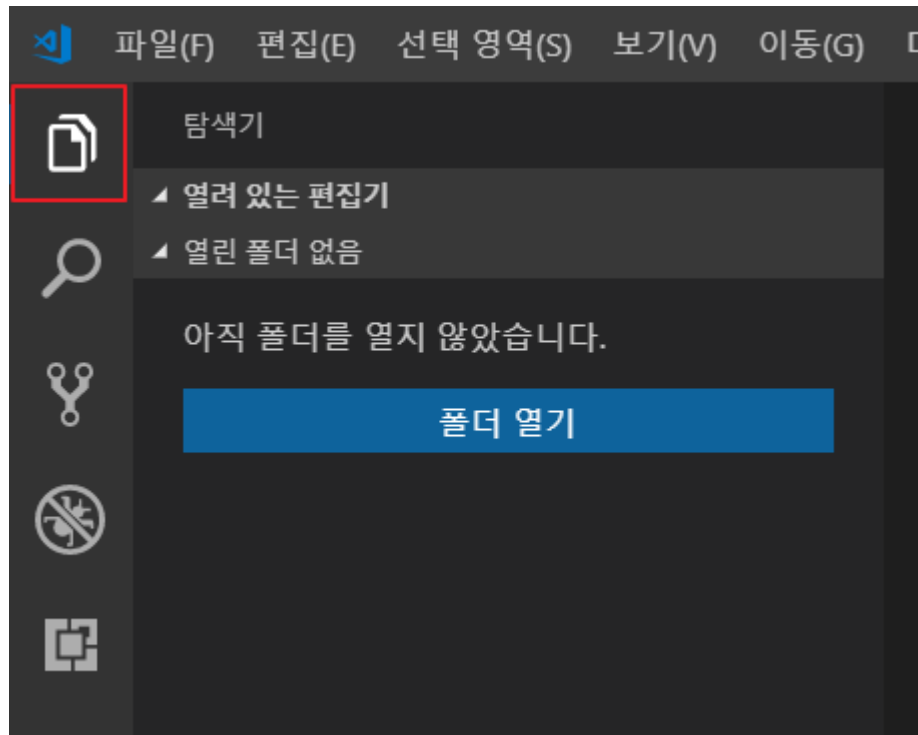 파일(F) 편집(E) 선택 영역(S) 보기(V) 이동(G)
탐색기
열려 있는 편집기
열린 폴더 없음
아직 폴더를 열지 않았습니다.
폴더 열기